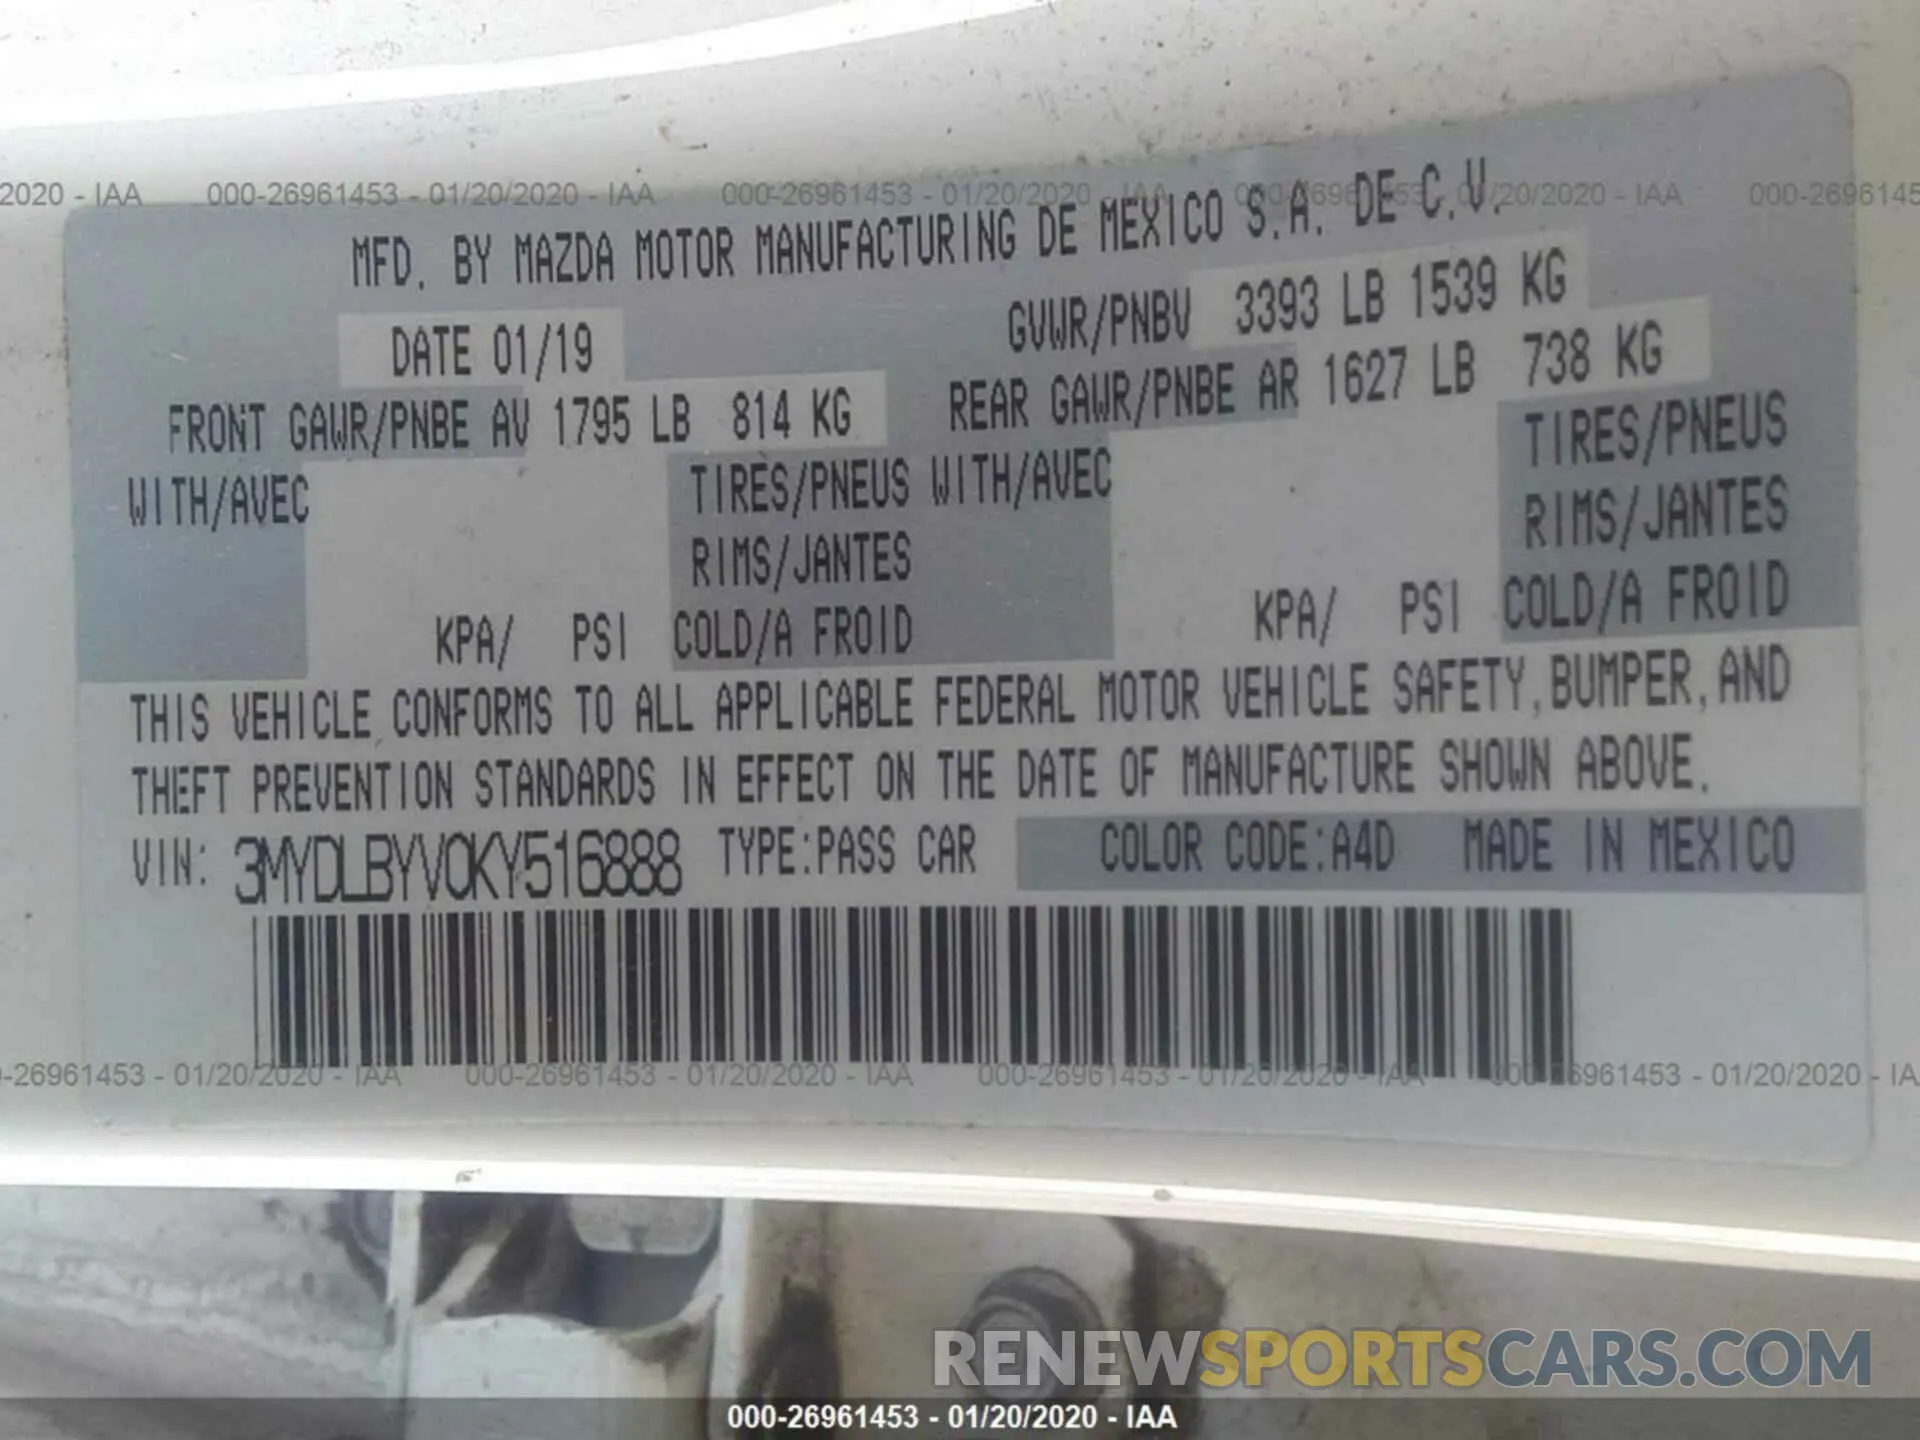 2020 - IAA 000-26961453 - 01/20/2020 - IAA 000-26961453 - 01/20/2020 - IAA 000-26961453 - 01/20/2020 - IAA 000-2696145
MFD. BY MAZDA MOTOR MANUFACTURING DE MEXICO S.A. DE C.V.
DATE 01/19 GVWR/PNBV 3393 LB 1539 KG
FRONT GAWR/PNBE AV 1795 LB 814 KG REAR GAWR/PNBE AR 1627 LB 738 KG
WITH/AVEC TIRES/PNEUS WITH/AVEC TIRES/PNEUS
RIMS/JANTES RIMS/JANTES
KPA/ PSI COLD/A FROID KPA/ PSI COLD/A FROID
THIS VEHICLE CONFORMS TO ALL APPLICABLE FEDERAL MOTOR VEHICLE SAFETY,BUMPER,AND
THEFT PREVENTION STANDARDS IN EFFECT ON THE DATE OF MANUFACTURE SHOWN ABOVE.
VIN: 3MYDLBYV0KY516888 TYPE:PASS CAR COLOR CODE:A4D MADE IN MEXICO
0-26961453 - 01/20/2020 - IAA 000-26961453 - 01/20/2020 - IAA 000-26961453 - 01/20/2020 - IAA 000-26961453 - 01/20/2020 - IA
RENEWSPORTSCARS.COM
000-26961453 - 01/20/2020 - IAA